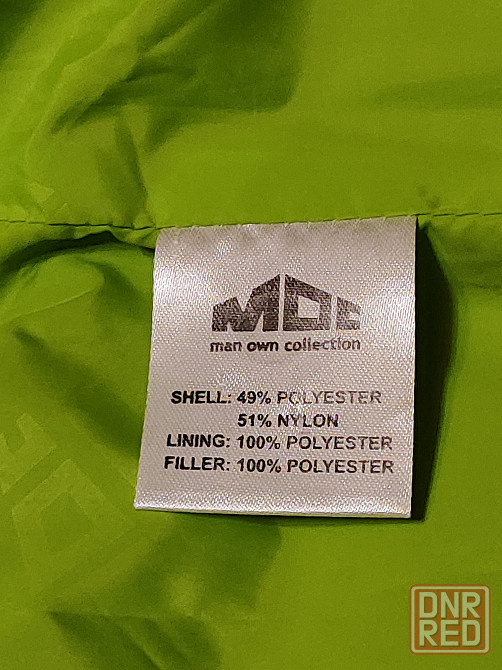 MOC
man own collection
SHELL: 49% POLYESTER
51% NYLON
LINING: 100% POLYESTER
FILLER: 100% POLYESTER
DNR
RED